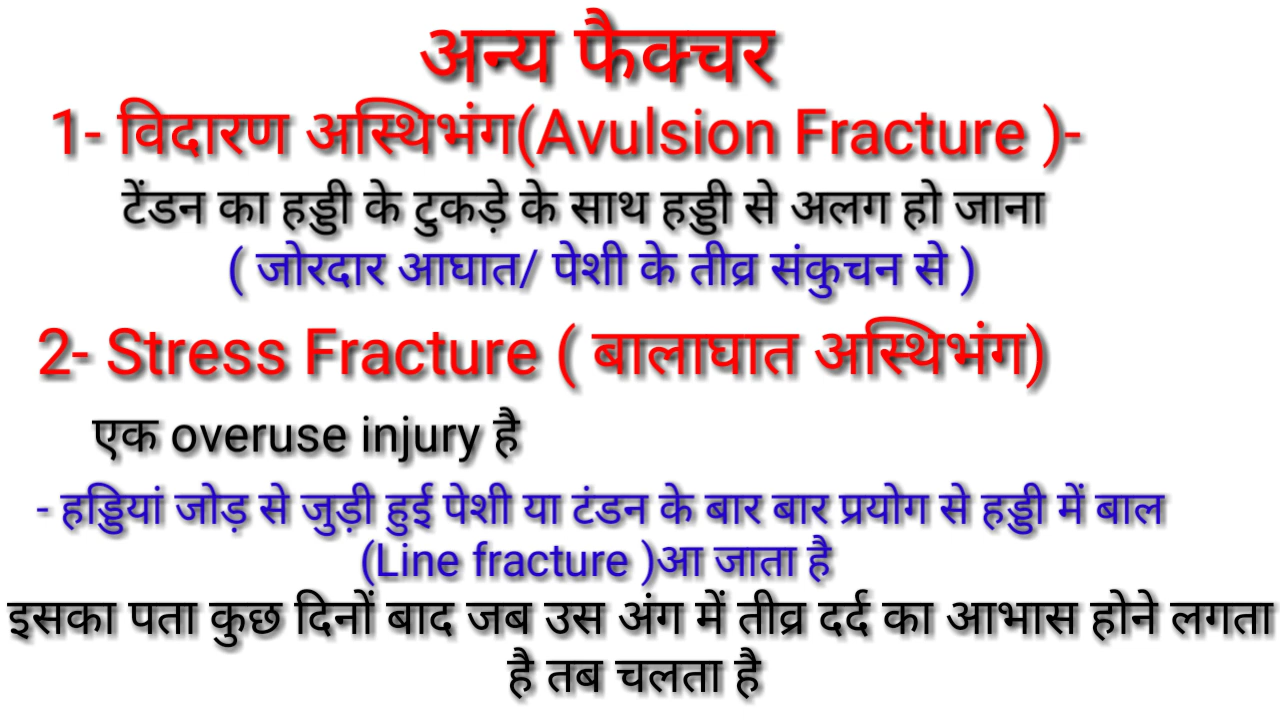 अन्य फैक्चर
1- विदारण अस्थिभंग(Avulsion Fracture )-
टेंडन का हड्डी के टुकड़े के साथ हड्डी से अलग हो जाना
( जोरदार आघात/ पेशी के तीव्र संकुचन से )
2- Stress Fracture ( बालाघात अस्थिभंग)
एक overuse injury है
- हड्डियां जोड़ से जुड़ी हुई पेशी या टंडन के बार बार प्रयोग से हड्डी में बाल
(Line fracture )आ जाता है
इसका पता कुछ दिनों बाद जब उस अंग में तीव्र दर्द का आभास होने लगता
है तब चलता है